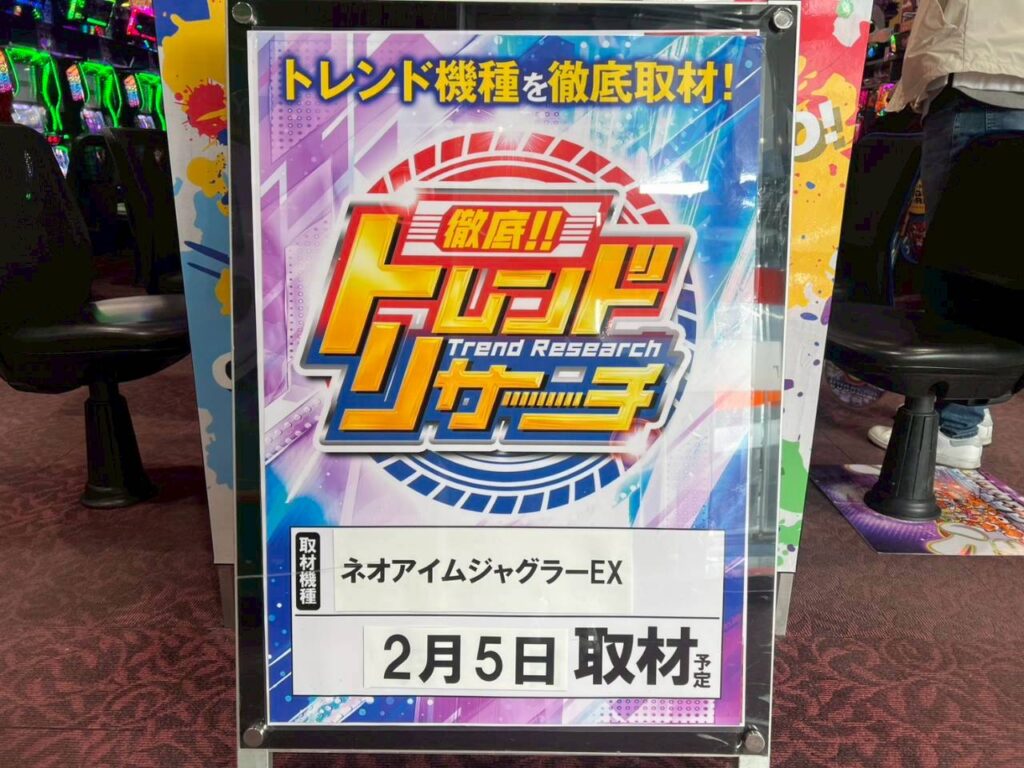 トレンド機種を徹底取材!
徹底!!
トレンド
Trend Research
リサーチ
取材機種
ネオアイムジャグラーEX
2月5日 取材予定